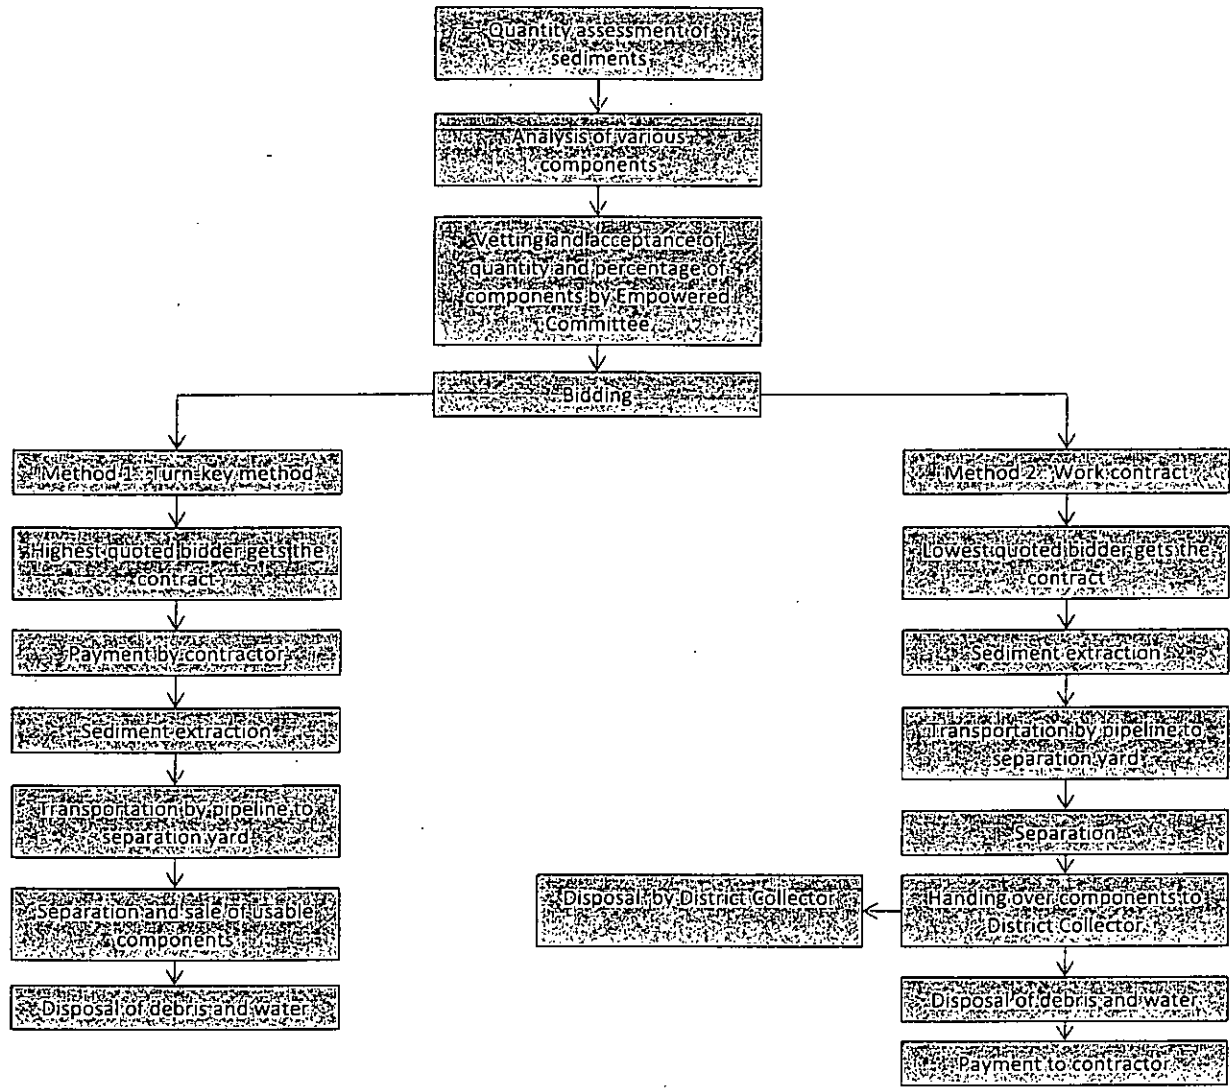 Quantity assessment of
sediments
Analysis of various
components
Vetting and acceptance of
quantity and percentage of
components by Empowered
Committee
Bidding
Method 1: Turn-key method
Highest quoted bidder gets the
contract
Payment by contractor
Sediment extraction
Transportation by pipeline to
separation yard
Separation and sale of usable
components
Disposal of debris and water
Method 2: Work contract
Lowest quoted bidder gets the
contract
Sediment extraction
Transportation by pipeline to
separation yard
Separation
Handing over components to
District Collector
Disposal by District Collector
Disposal of debris and water
Payment to contractor